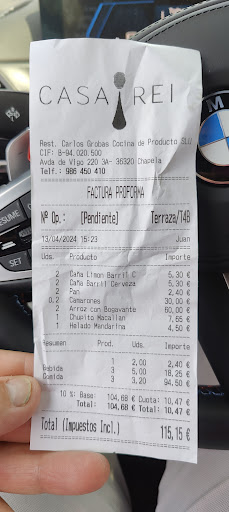 CASA REI
Rest. Carlos Grobas Cocina de Producto SLU
CIF: B-94.020.500
Avda de Vigo 220 3A- 36320 Chapela
Telf.: 986 450 410
FACTURA PROFORMA
Nº Op.: [Pendiente] Terraza/T4B
13/04/2024 15:23 Juan
Uds. Producto Importe
2 Caña Limon Barril C 5,30 €
2 Caña Barril Cerveza 5,30 €
2 Pan 2,40 €
0,2 Camarones 30,00 €
2 Arroz con Bogavante 60,00 €
1 Chupito Macallan 7,65 €
1 Helado Mandarina 4,50 €
Resumen Prod. Uds. Importe
1 2,00 2,40 €
Bebida 3 5,00 18,25 €
Comida 3 3,20 94,50 €
10 %: Base: 104,68 € Cuota: 10,47 €
Total: 104,68 € Total: 10,47 €
Total (Impuestos Incl.) 115,15 €
RESUME